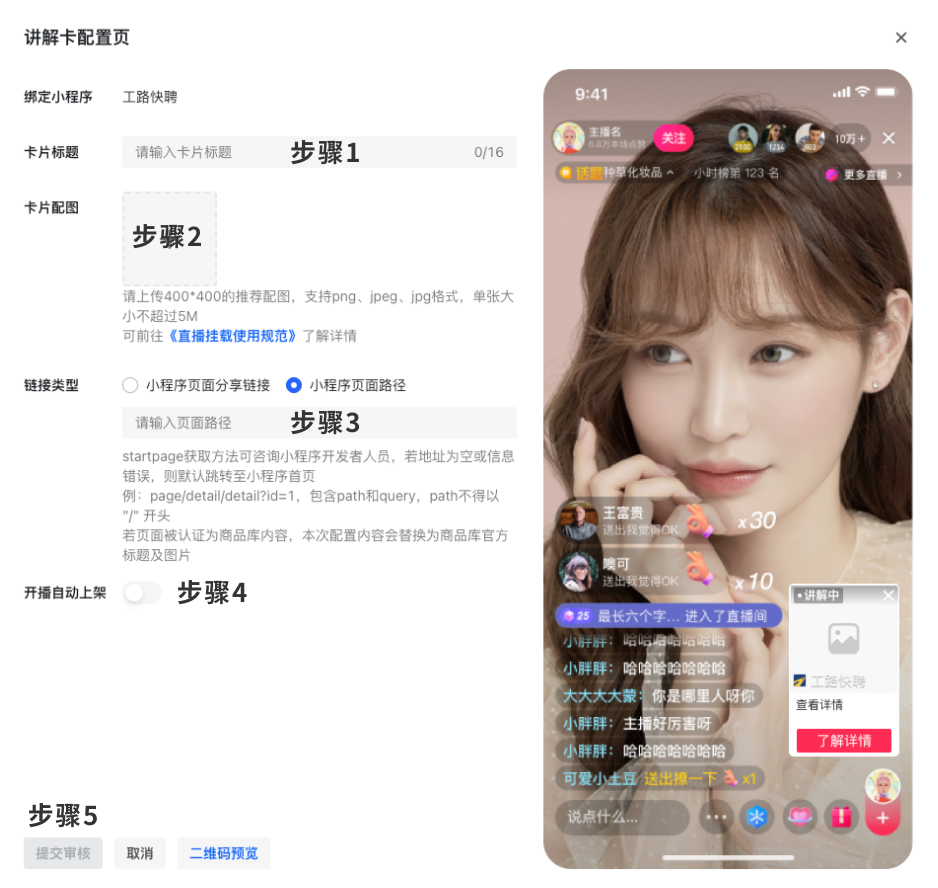 讲解卡配置页
绑定小程序 工路快聘
卡片标题 请输入卡片标题 步骤1 0/16
卡片配图
步骤2
请上传400*400的推荐配图，支持png、jpeg、jpg格式，单张大
小不超过5M
可前往《直播挂载使用规范》了解详情
链接类型 小程序页面分享链接 小程序页面路径
请输入页面路径 步骤3
startpage获取方法可咨询小程序开发者人员，若地址为空或信息
错误，则默认跳转至小程序首页
例：page/detail/detail?id=1，包含path和query，path不得以
"/" 开头
若页面被认证为商品库内容，本次配置内容会替换为商品库官方
标题及图片
开播自动上架 步骤4
步骤5
提交审核 取消 二维码预览
9:41
主播名
6.8万本场点赞
关注
2100 1234 803 10万+
话题 种草化妆品 小时榜第 123 名 更多直播
王富贵
送出我觉得OK x30
噢可
送出我觉得OK x10
25 最长六个字... 进入了直播间
小胖胖：哈哈哈哈哈哈哈
小胖胖：哈哈哈哈哈哈哈
大大大大蒙：你是哪里人呀你
小胖胖：主播好厉害呀
小胖胖：哈哈哈哈哈哈哈
可爱小土豆 送出撩一下 x1
讲解中
工路快聘
查看详情
了解详情
说点什么...